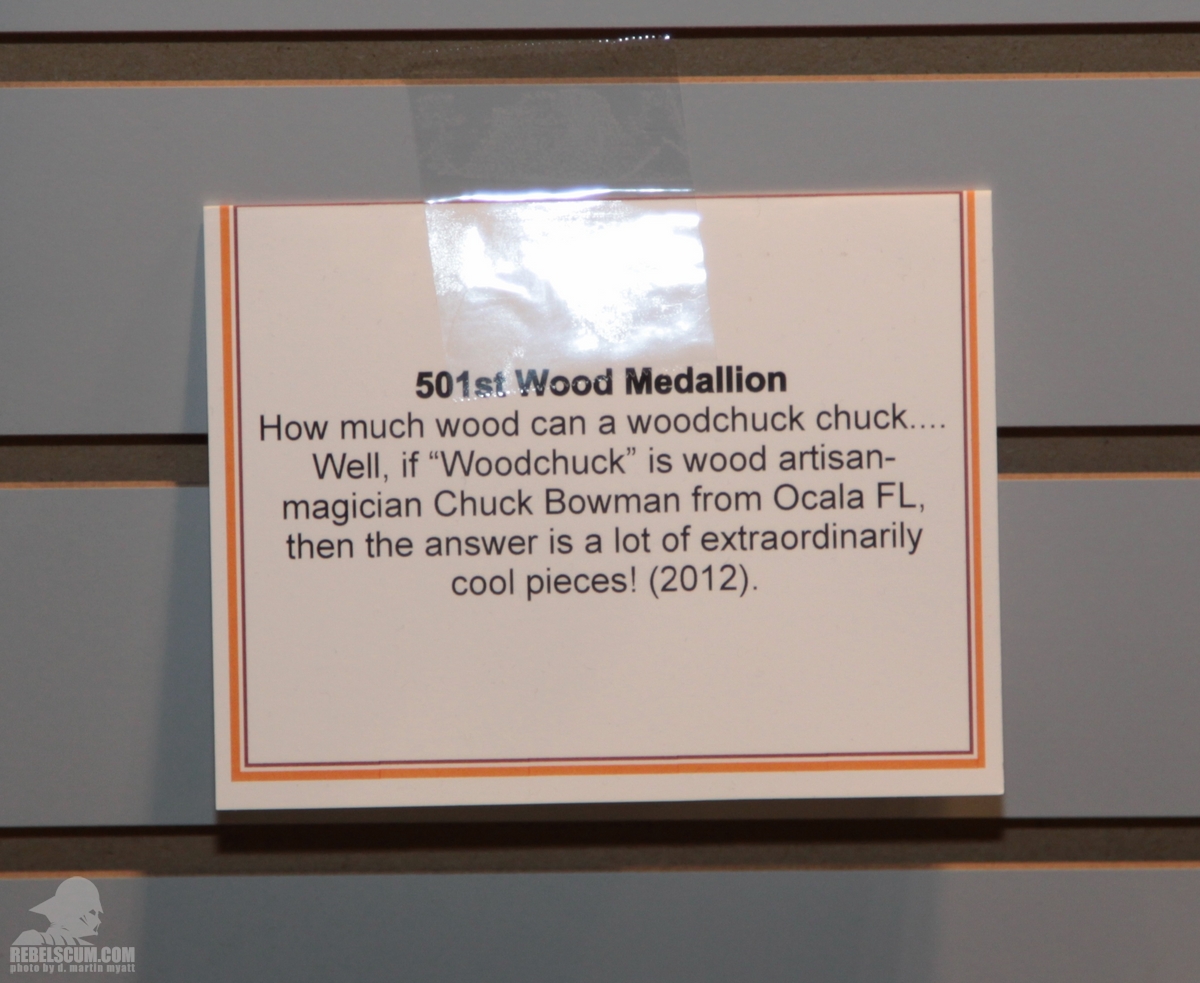 501st Wood Medallion
How much wood can a woodchuck chuck....
Well, if “Woodchuck” is wood artisan-
magician Chuck Bowman from Ocala FL,
then the answer is a lot of extraordinarily
cool pieces! (2012).
REBELSCUM.COM
photo by d. martin myatt